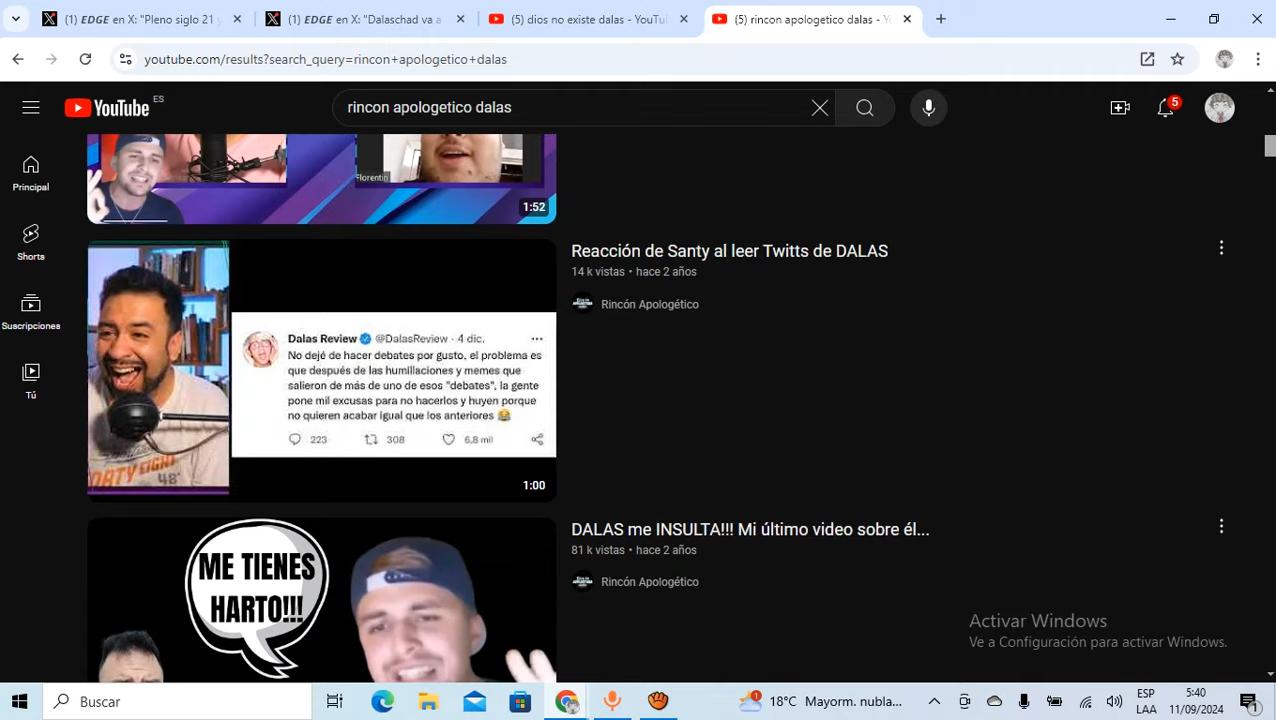 (1) EDGE en X: "Pleno siglo 21 y
(1) EDGE en X: "Dalaschad va a
(5) dios no existe dalas - YouTu
(5) rincon apologetico dalas - Y
youtube.com/results?search_query=rincon+apologetico+dalas
YouTube ES
rincon apologetico dalas
5
Principal
Shorts
Suscripciones
Tú
Florentin
1:52
Reacción de Santy al leer Twitts de DALAS
14 k vistas • hace 2 años
Rincón Apologético
Dalas Review @DalasReview · 4 dic.
No dejé de hacer debates por gusto, el problema es
que después de las humillaciones y memes que
salieron de más de uno de esos "debates", la gente
pone mil excusas para no hacerlos y huyen porque
no quieren acabar igual que los anteriores 😂
223 308 6,8 mil
DIRTY EIGHT
48'
1:00
DALAS me INSULTA!!! Mi último video sobre él...
81 k vistas • hace 2 años
Rincón Apologético
ME TIENES
HARTO!!!
Activar Windows
Ve a Configuración para activar Windows.
Buscar
1
18°C Mayorm. nubla...
ESP
LAA
5:40
11/09/2024
1